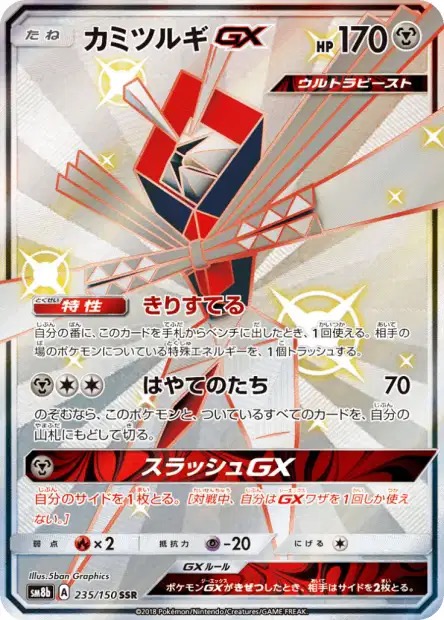 たね カミツルギGX HP170
ウルトラビースト
特性 きりすてる
自分の番に、このカードを手札からベンチに出したとき、1回使える。相手の
場のポケモンについている特殊エネルギーを、1個トラッシュする。
はやてのたち 70
のぞむなら、このポケモンと、ついているすべてのカードを、自分の
山札にもどして切る。
スラッシュGX
自分のサイドを1枚とる。[対戦中、自分はGXワザを1回しか使え
ない。]
弱点 ×2 抵抗力 -20 にげる
GXルール
Illus.5ban Graphics
ポケモンGXがきぜつしたとき、相手はサイドを2枚とる。
SM8b A 235/150 SSR
©2018 Pokémon/Nintendo/Creatures/GAME FREAK.